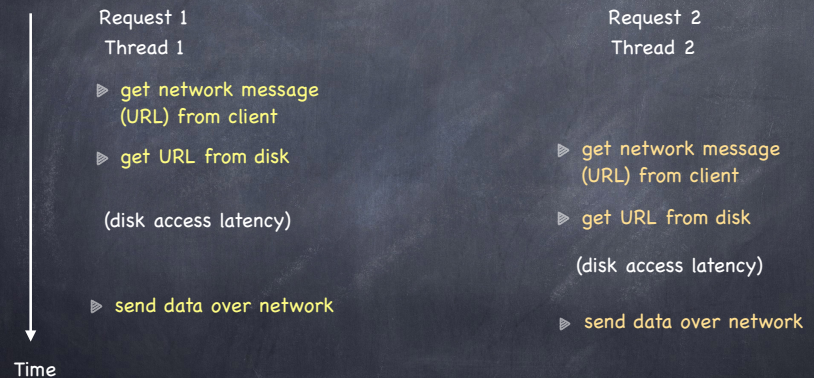 Request 1
Thread 1
get network message
(URL) from client
get URL from disk
(disk access latency)
send data over network
Request 2
Thread 2
get network message
(URL) from client
get URL from disk
(disk access latency)
send data over network
Time